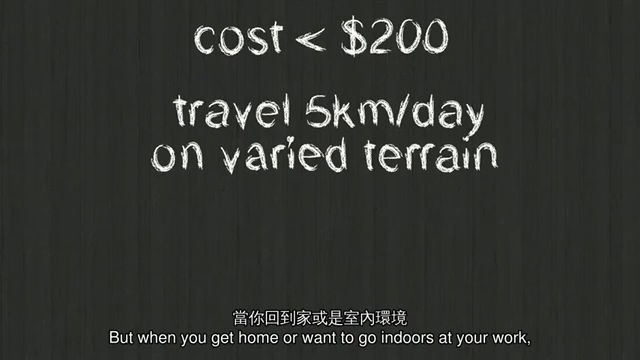 cost < $200
travel 5km/day
on varied terrain
當你回到家或是室內環境
But when you get home or want to go indoors at your work,